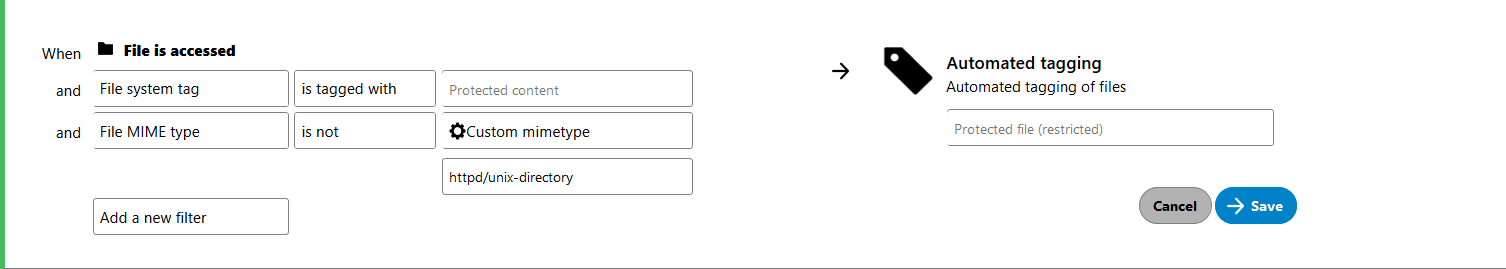 When File is accessed
and File system tag is tagged with Protected content
and File MIME type is not Custom mimetype
httpd/unix-directory
Add a new filter
Automated tagging
Automated tagging of files
Protected file (restricted)
Cancel Save